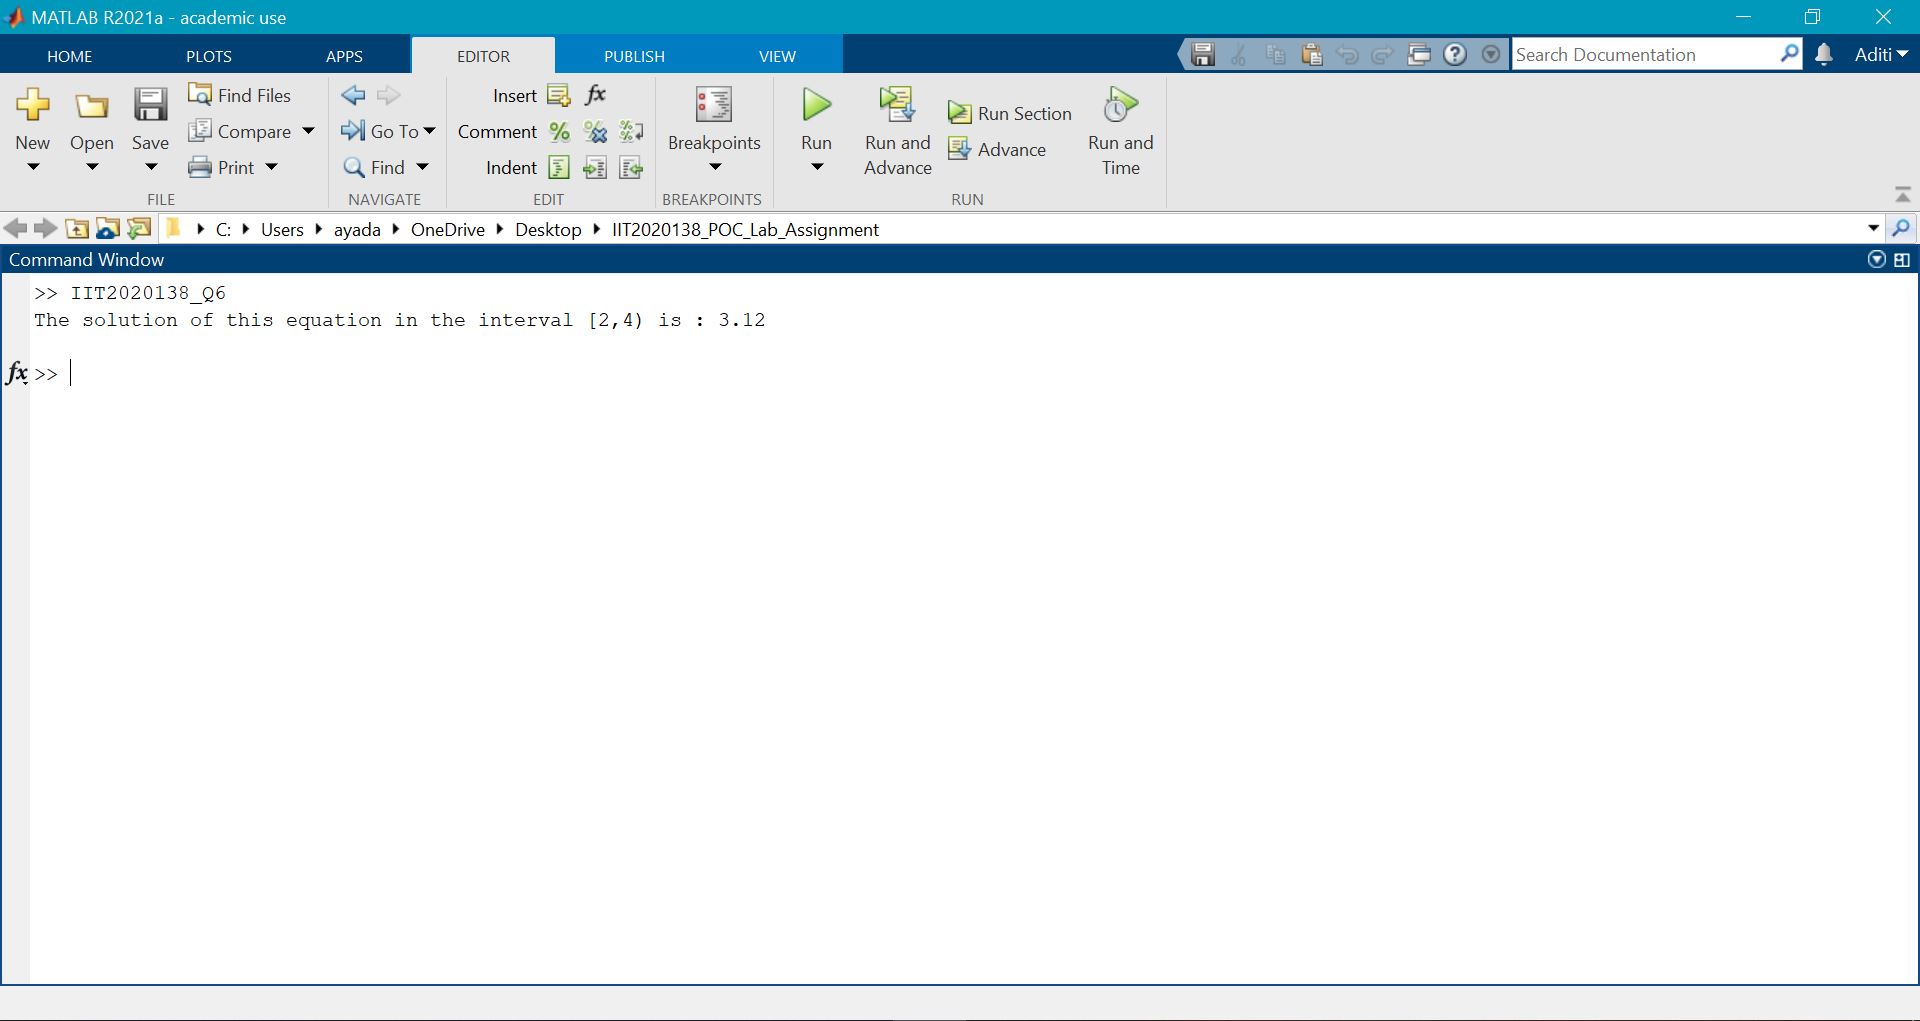 MATLAB R2021a - academic use
HOME PLOTS APPS EDITOR PUBLISH VIEW Search Documentation Aditi
New Open Save Find Files Compare Print FILE
Go To Find NAVIGATE
Insert fx Comment Indent EDIT
Breakpoints BREAKPOINTS
Run Run and Advance Run Section Advance Run and Time RUN
C: Users ayada OneDrive Desktop IIT2020138_POC_Lab_Assignment
Command Window
>> IIT2020138_Q6
The solution of this equation in the interval [2,4) is : 3.12
fx >>